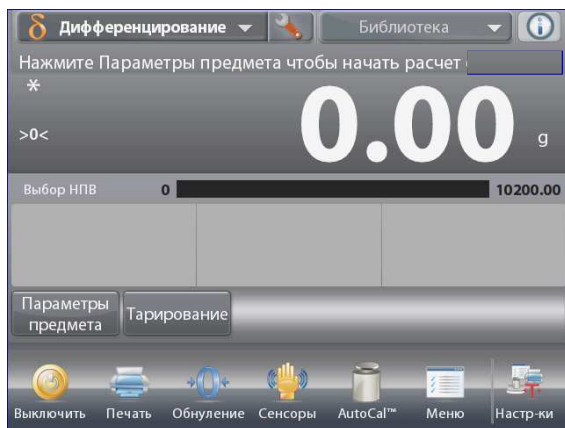 δ Дифференцирование Библиотека
Нажмите Параметры предмета чтобы начать расчет
*
0.00 g
>0<
Выбор НПВ 0 10200.00
Параметры предмета Тарирование
Выключить Печать Обнуление Сенсоры AutoCal™ Меню Настр-ки